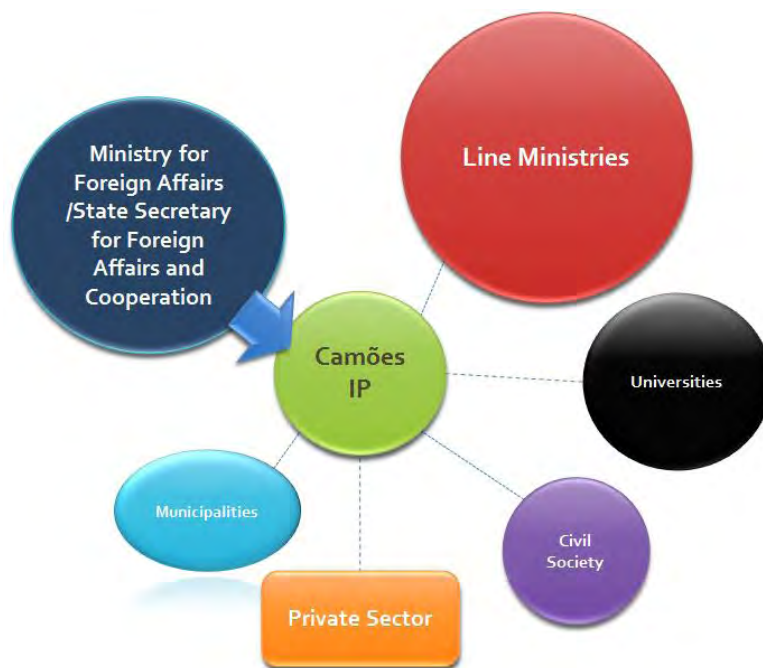 Ministry for
Foreign Affairs
/State Secretary
for Foreign
Affairs and
Cooperation
Line Ministries
Camões
IP
Universities
Municipalities
Civil
Society
Private Sector